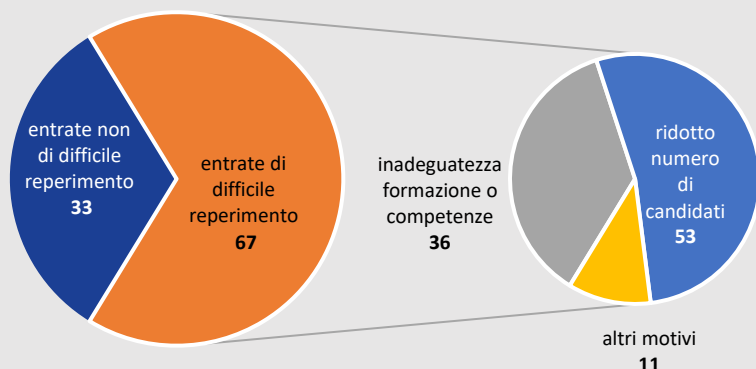 entrate non
di difficile
reperimento
33
entrate di
difficile
reperimento
67
inadeguatezza
formazione o
competenze
36
ridotto
numero
di
candidati
53
altri motivi
11